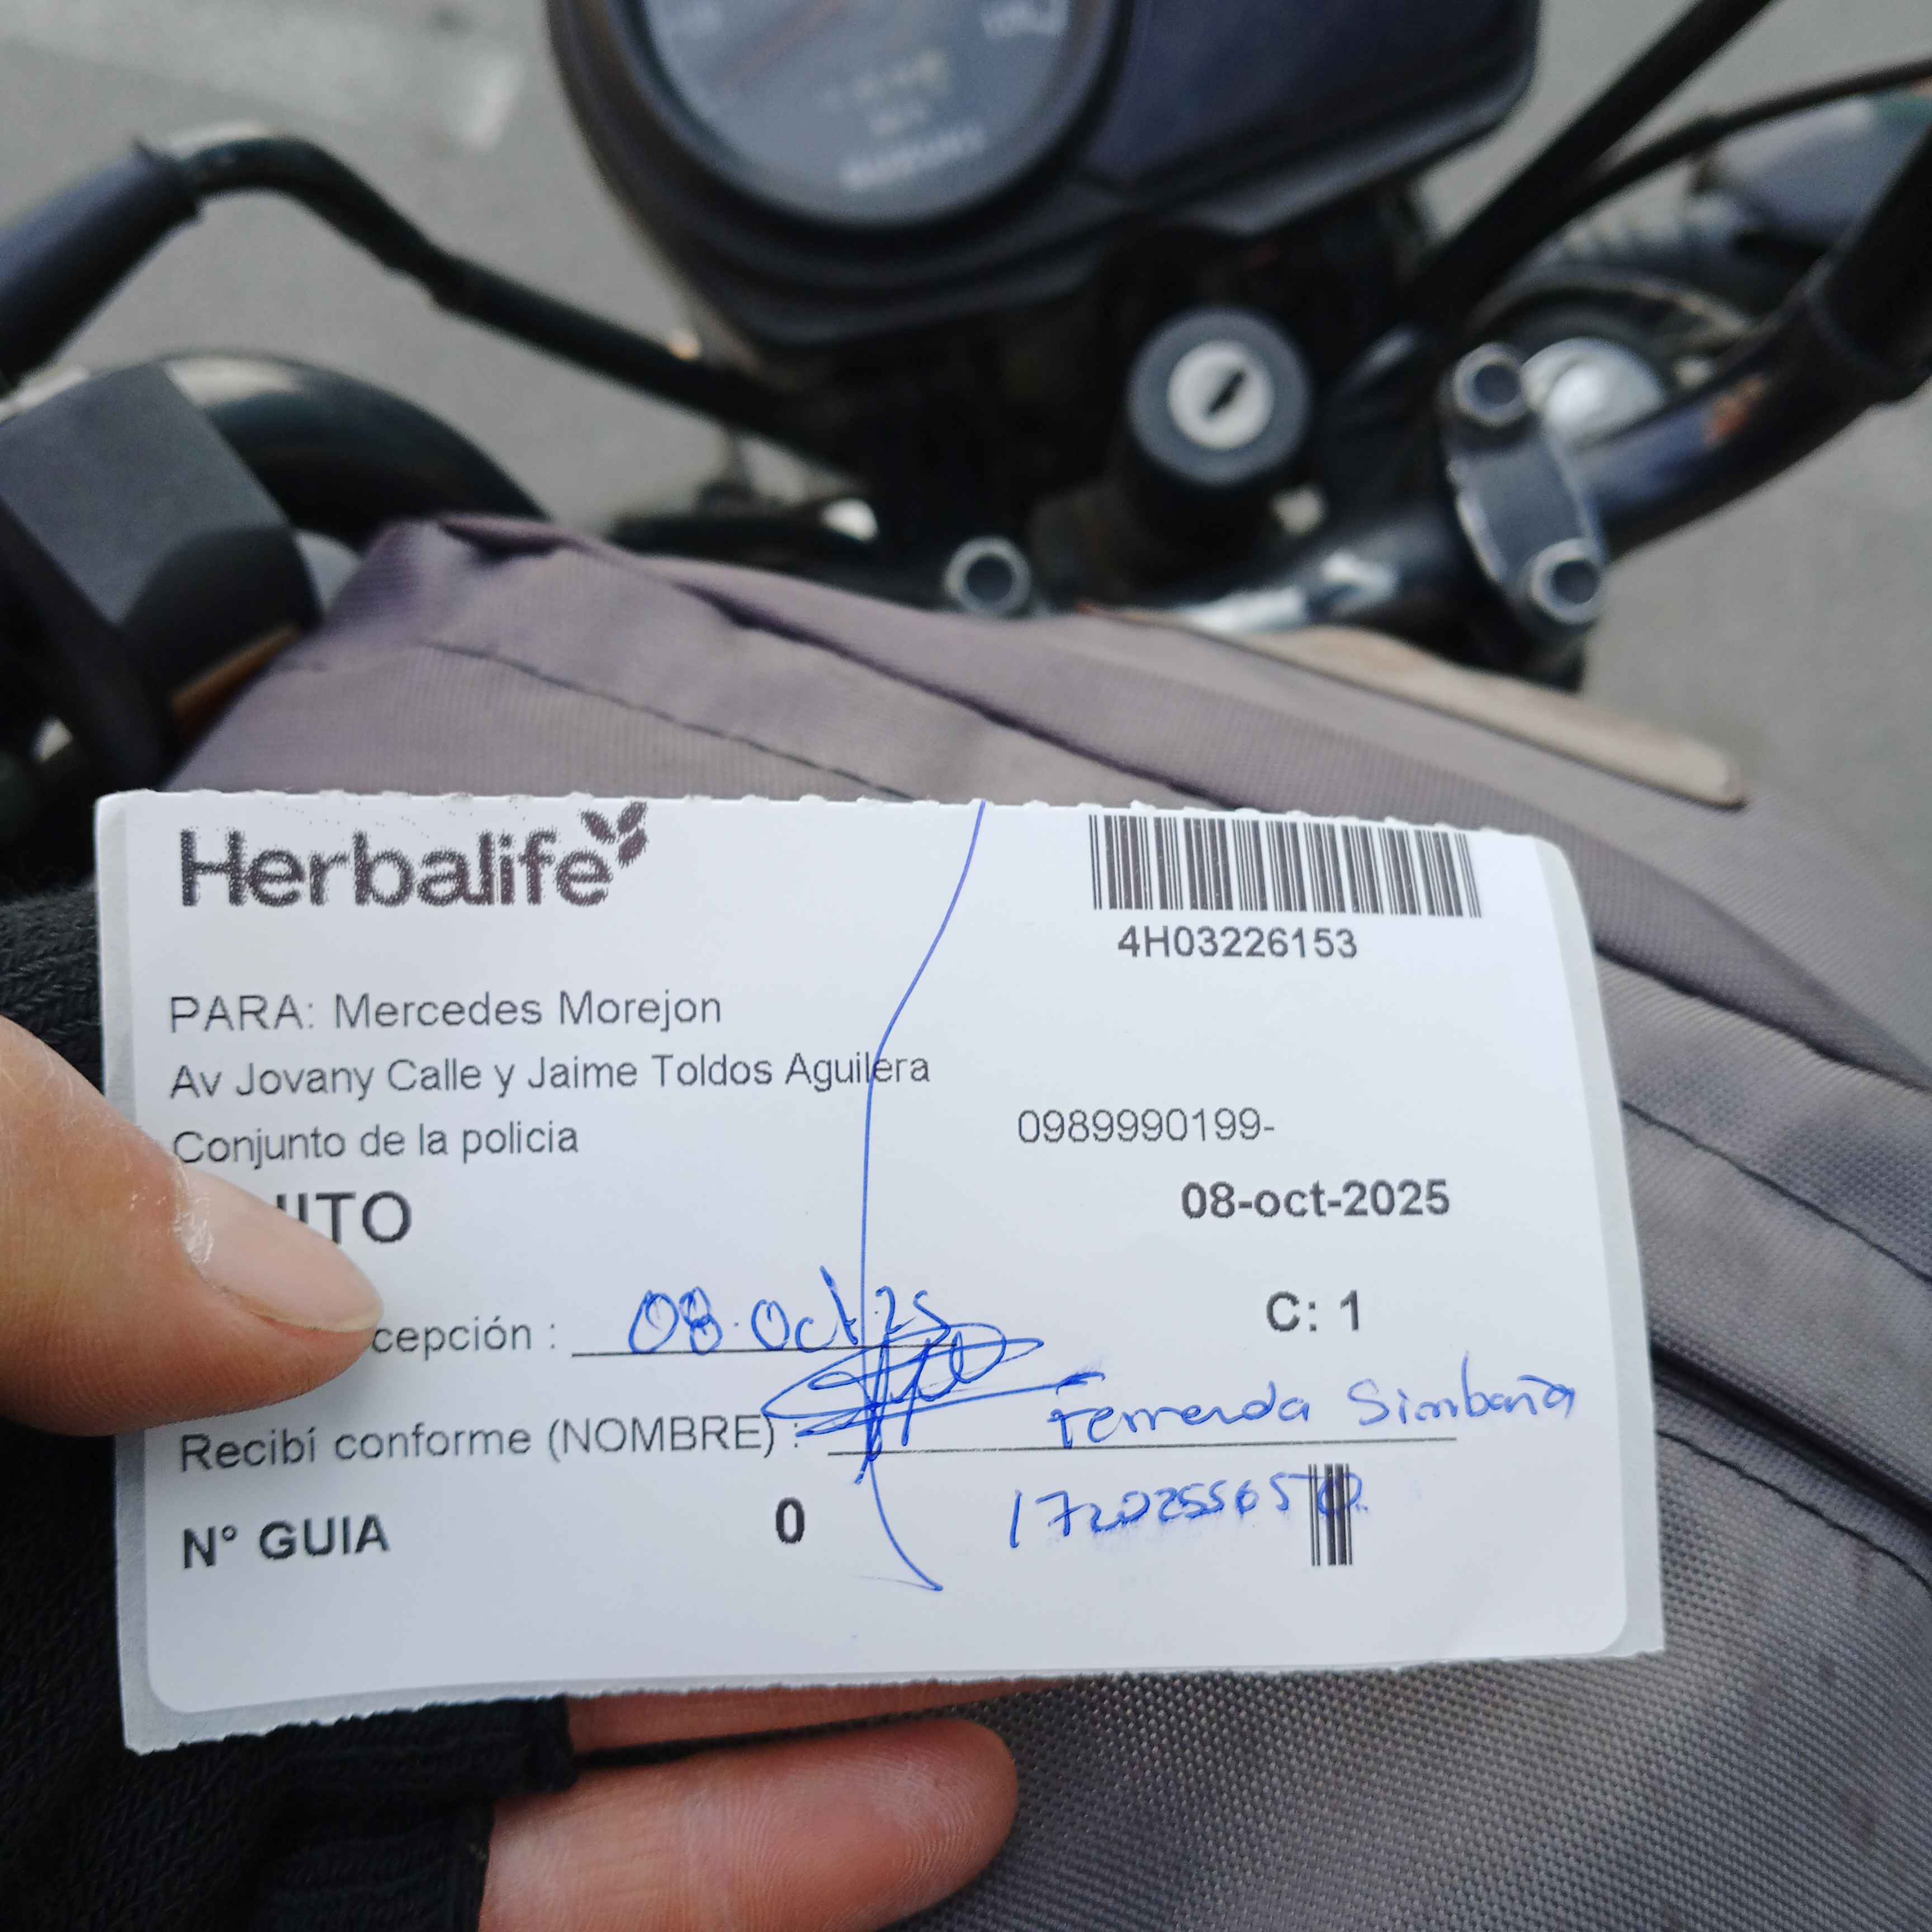 SUZUKI
Herbalife
4H03226153
PARA: Mercedes Morejon
Av Jovany Calle y Jaime Toldos Aguilera
Conjunto de la policia
0989990199-
UITO
08-oct-2025
cepción : 08.Oct.25
C: 1
Recibí conforme (NOMBRE) : Fernanda Simbaña
N° GUIA 0